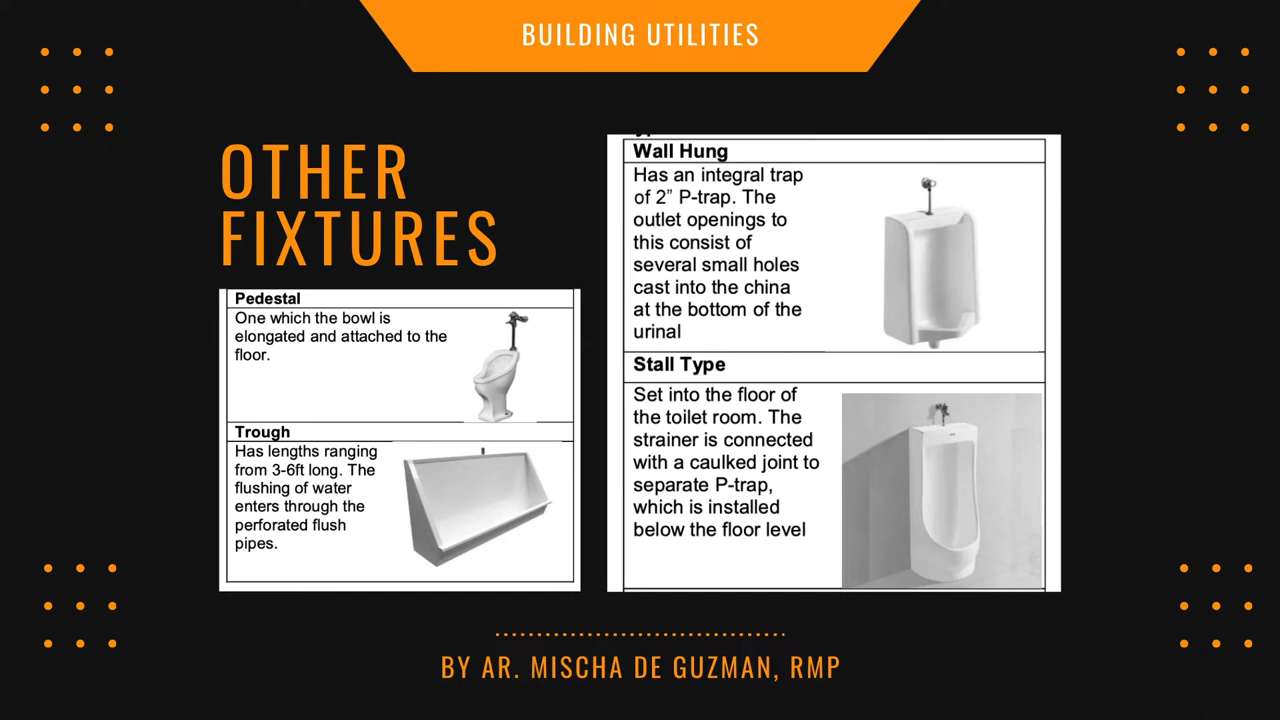 BUILDING UTILITIES
OTHER
FIXTURES
Pedestal
One which the bowl is
elongated and attached to the
floor.
Trough
Has lengths ranging
from 3-6ft long. The
flushing of water
enters through the
perforated flush
pipes.
Wall Hung
Has an integral trap
of 2” P-trap. The
outlet openings to
this consist of
several small holes
cast into the china
at the bottom of the
urinal
Stall Type
Set into the floor of
the toilet room. The
strainer is connected
with a caulked joint to
separate P-trap,
which is installed
below the floor level
BY AR. MISCHA DE GUZMAN, RMP